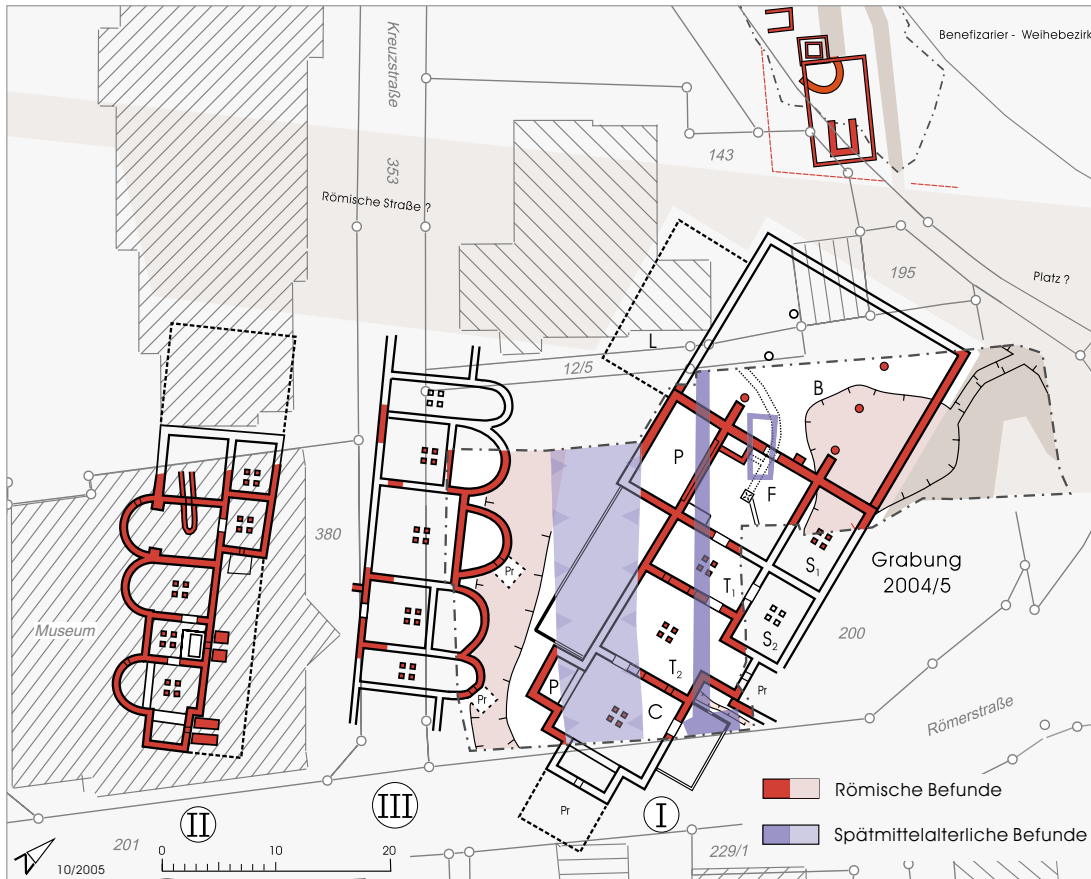 Benefizarier - Weihebezirk
Kreuzstraße
353
143
Römische Straße ?
195
Platz ?
L
12/5
B
P
F
380
Pr
T1
S1
Grabung
2004/5
S2
200
Museum
T2
Pr
P
C
Pr
Römerstraße
Römische Befunde
Pr
I
III
II
Spätmittelalterliche Befunde
201
0
10
20
229/1
10/2005